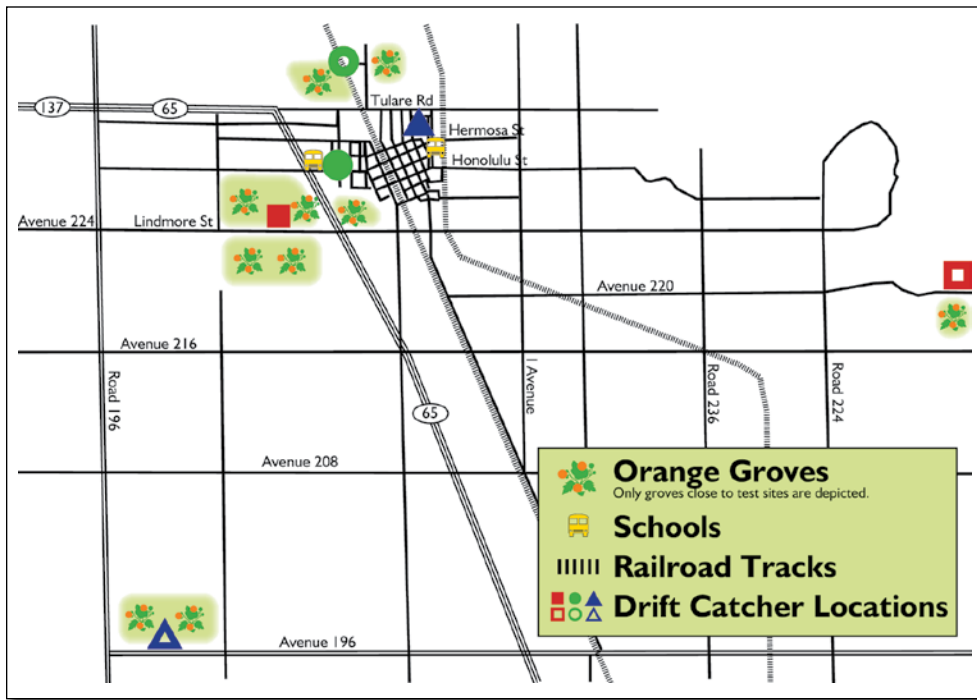 137
65
Tulare Rd
Hermosa St
Honolulu St
Avenue 224
Lindmore St
Avenue 220
Avenue 216
Road 196
65
I Avenue
Road 236
Road 224
Avenue 208
Avenue 196
Orange Groves
Only groves close to test sites are depicted.
Schools
Railroad Tracks
Drift Catcher Locations